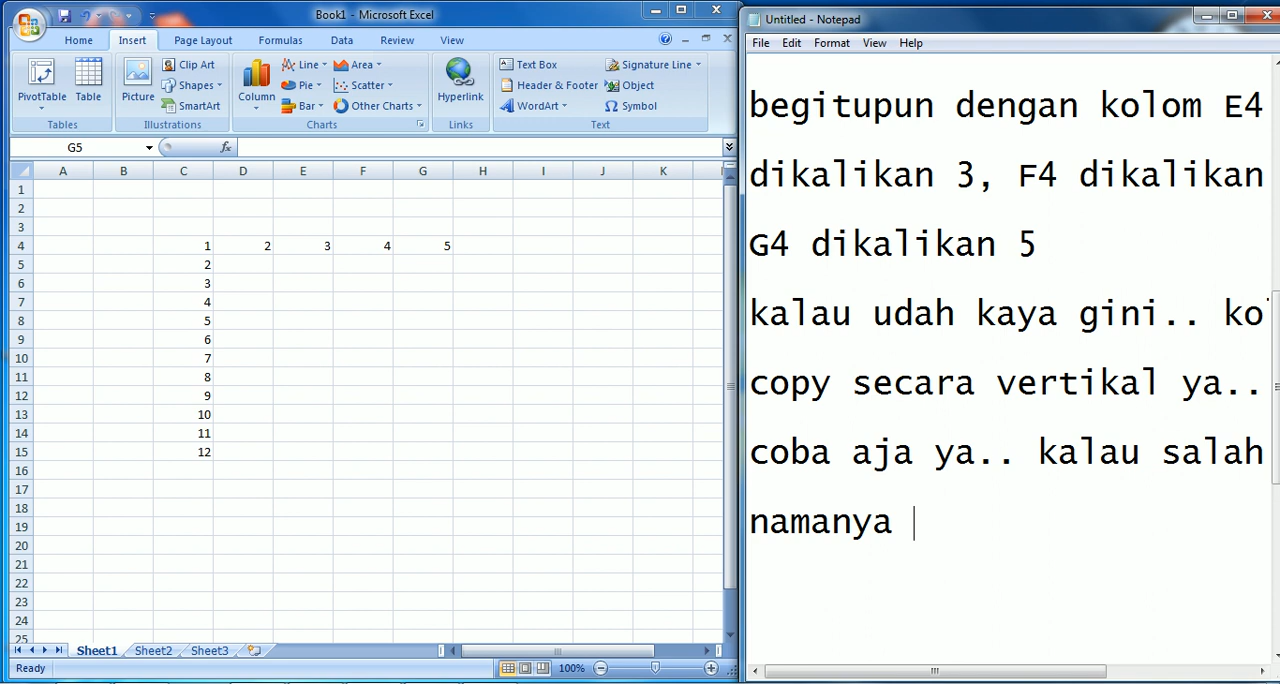 Book1 - Microsoft Excel
Home Insert Page Layout Formulas Data Review View
PivotTable Table Picture Clip Art Shapes SmartArt Column Line Pie Bar Area Scatter Other Charts Hyperlink Text Box Header & Footer WordArt Signature Line Object Symbol
Tables Illustrations Charts Links Text
G5 fx
A B C D E F G H I J K
1
2
3
4 1 2 3 4 5
5 2
6 3
7 4
8 5
9 6
10 7
11 8
12 9
13 10
14 11
15 12
16
17
18
19
20
21
22
23
24
25
Sheet1 Sheet2 Sheet3
Ready 100%
Untitled - Notepad
File Edit Format View Help
begitupun dengan kolom E4
dikalikan 3, F4 dikalikan
G4 dikalikan 5
kalau udah kaya gini..
copy secara vertikal ya..
coba aja ya.. kalau salah
namanya